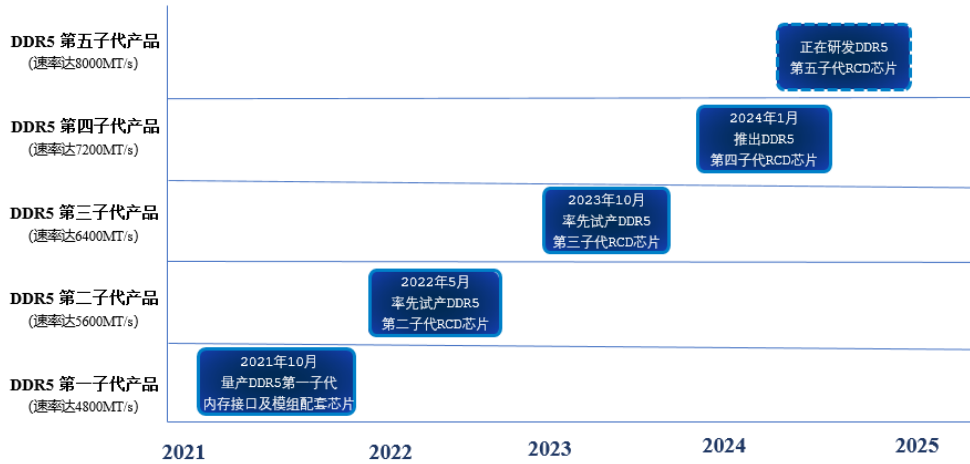 DDR5 第五子代产品
(速率达8000MT/s)
正在研发DDR5
第五子代RCD芯片
DDR5 第四子代产品
(速率达7200MT/s)
2024年1月
推出DDR5
第四子代RCD芯片
DDR5 第三子代产品
(速率达6400MT/s)
2023年10月
率先试产DDR5
第三子代RCD芯片
DDR5 第二子代产品
(速率达5600MT/s)
2022年5月
率先试产DDR5
第二子代RCD芯片
DDR5 第一子代产品
(速率达4800MT/s)
2021年10月
量产DDR5第一子代
内存接口及模组配套芯片
2021
2022
2023
2024
2025